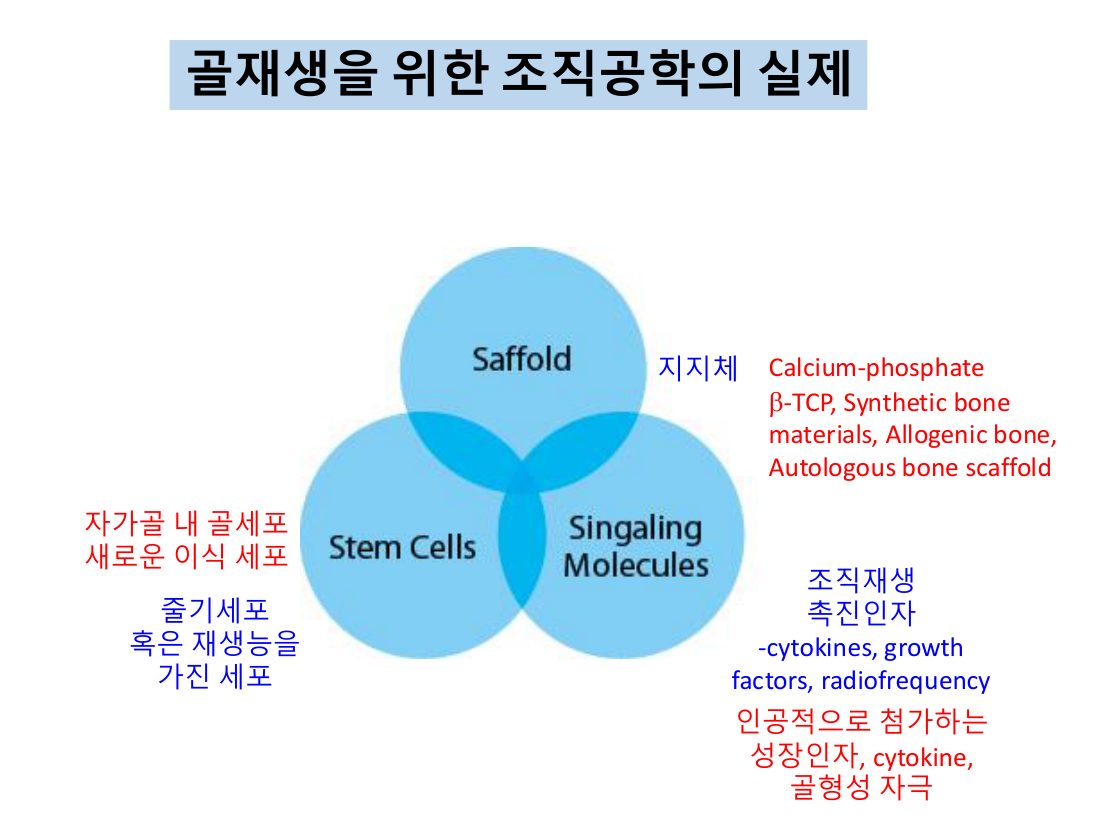 골재생을 위한 조직공학의 실제
Saffold
지지체
Calcium-phosphate
β-TCP, Synthetic bone
materials, Allogenic bone,
Autologous bone scaffold
자가골 내 골세포
새로운 이식 세포
줄기세포
혹은 재생능을
가진 세포
Stem Cells
Singaling
Molecules
조직재생
촉진인자
-cytokines, growth
factors, radiofrequency
인공적으로 첨가하는
성장인자, cytokine,
골형성 자극